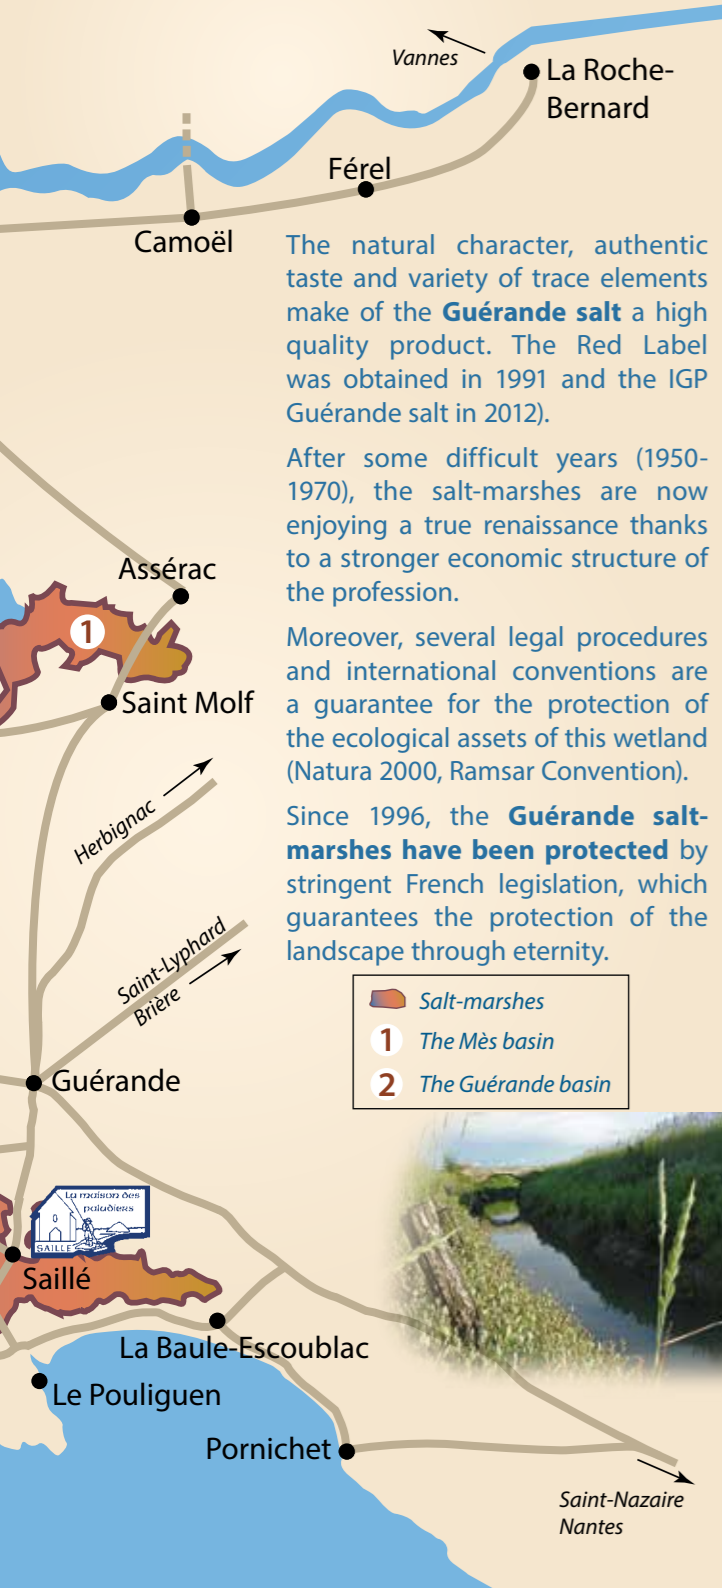 Vannes
La Roche-
Bernard
Férel
Camoël
The natural character, authentic
taste and variety of trace elements
make of the Guérande salt a high
quality product. The Red Label
was obtained in 1991 and the IGP
Guérande salt in 2012).
After some difficult years (1950-
1970), the salt-marshes are now
enjoying a true renaissance thanks
to a stronger economic structure of
the profession.
Moreover, several legal procedures
and international conventions are
a guarantee for the protection of
the ecological assets of this wetland
(Natura 2000, Ramsar Convention).
Since 1996, the Guérande salt-
marshes have been protected by
stringent French legislation, which
guarantees the protection of the
landscape through eternity.
Assérac
1
Saint Molf
Herbignac
Saint-Lyphard
Brière
Salt-marshes
1 The Mès basin
2 The Guérande basin
Guérande
La maison des
paludiers
SAILLÉ
Saillé
La Baule-Escoublac
Le Pouliguen
Pornichet
Saint-Nazaire
Nantes